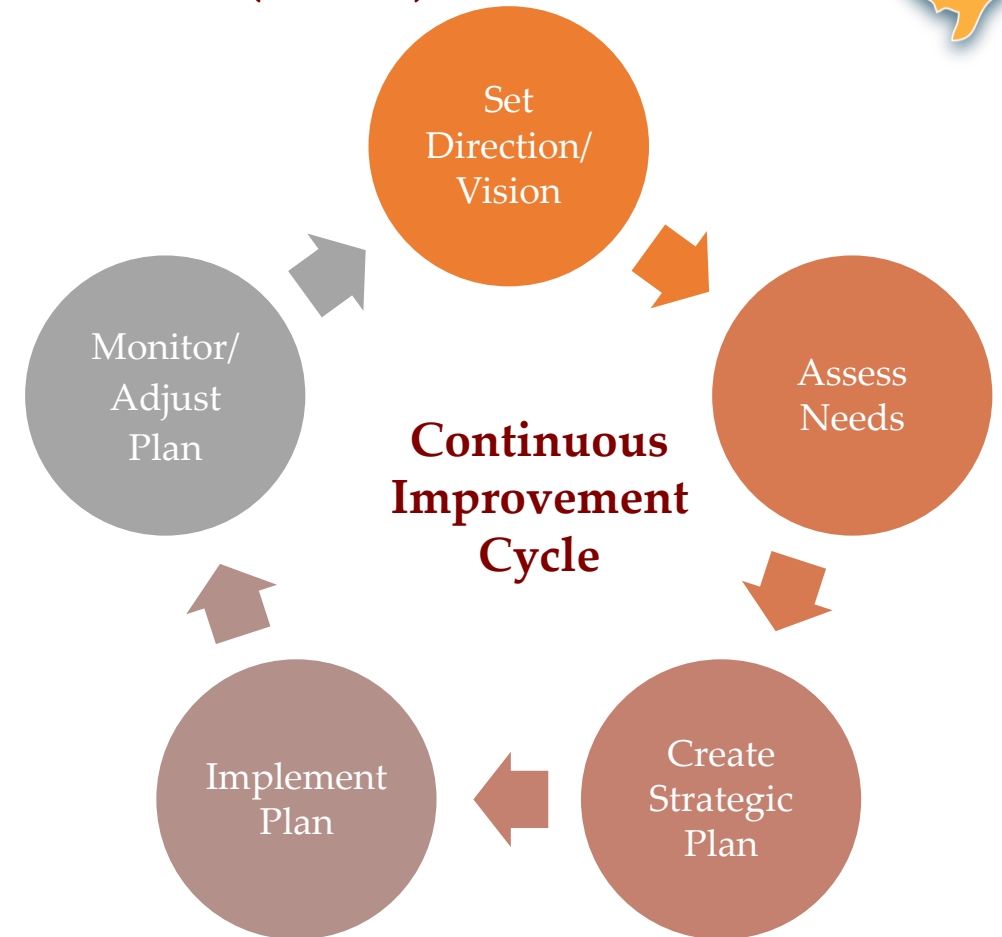 Set
Direction/
Vision
Assess
Needs
Create
Strategic
Plan
Implement
Plan
Monitor/
Adjust
Plan
Continuous
Improvement
Cycle